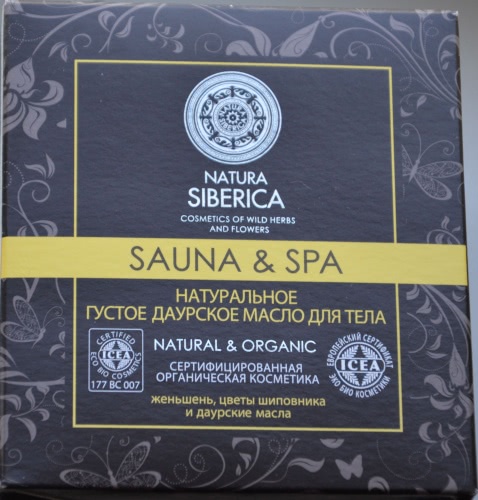 NATURA
SIBERICA
NATURA
SIBERICA
COSMETICS OF WILD HERBS
AND FLOWERS
SAUNA & SPA
НАТУРАЛЬНОЕ
ГУСТОЕ ДАУРСКОЕ МАСЛО ДЛЯ ТЕЛА
NATURAL & ORGANIC
СЕРТИФИЦИРОВАННАЯ
ОРГАНИЧЕСКАЯ КОСМЕТИКА
CERTIFIED
ICEA
ECO BIO COSMETICS
177 BC 007
ЕВРОПЕЙСКИЙ СЕРТИФИКАТ
ICEA
ЭКО БИО КОСМЕТИКИ
женьшень, цветы шиповника
и даурские масла